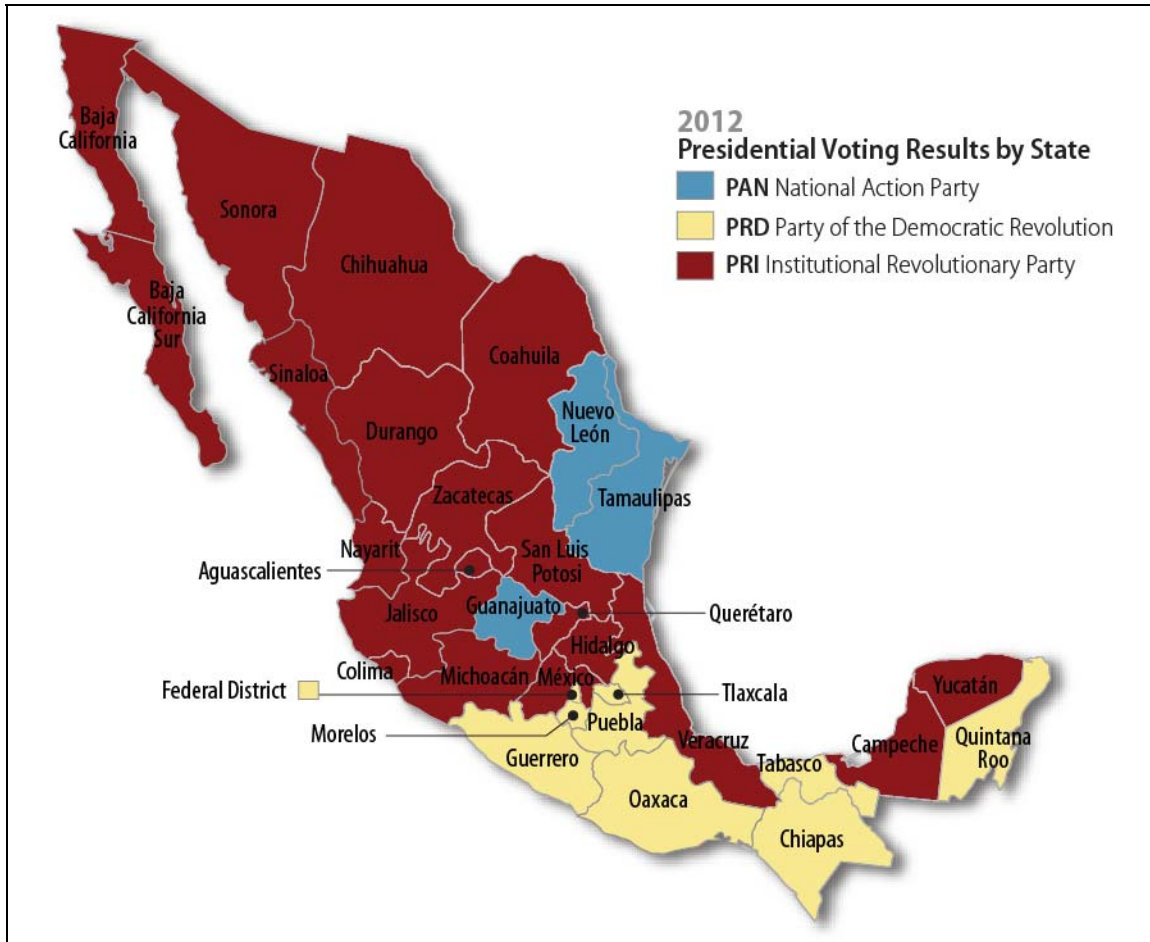 2012
Presidential Voting Results by State
PAN National Action Party
PRD Party of the Democratic Revolution
PRI Institutional Revolutionary Party
Baja
California
Sonora
Chihuahua
Baja
California
Sur
Coahuila
Sinaloa
Nuevo
León
Durango
Zacatecas
Tamaulipas
Nayarit
San Luis
Potosi
Aguascalientes
Jalisco
Guanajuato
Querétaro
Hidalgo
Colima
Michoacán
México
Federal District
Tlaxcala
Yucatán
Morelos
Puebla
Veracruz
Campeche
Quintana
Roo
Guerrero
Tabasco
Oaxaca
Chiapas